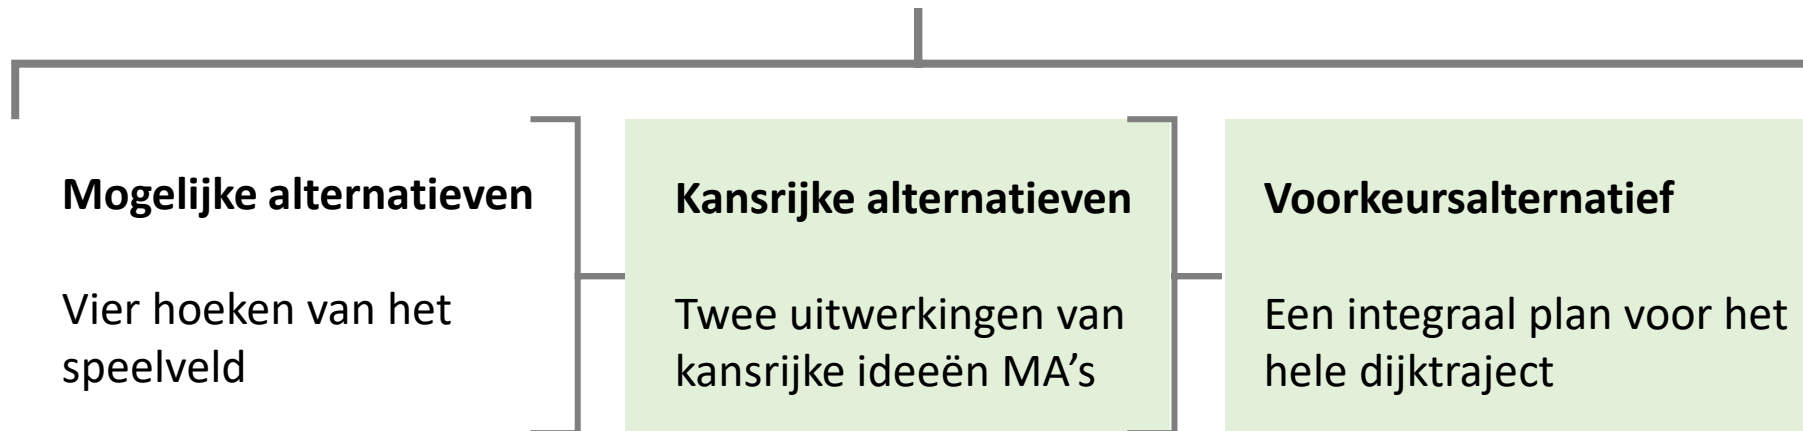 Mogelijke alternatieven
Vier hoeken van het
speelveld
Kansrijke alternatieven
Twee uitwerkingen van
kansrijke ideeën MA’s
Voorkeursalternatief
Een integraal plan voor het
hele dijktraject